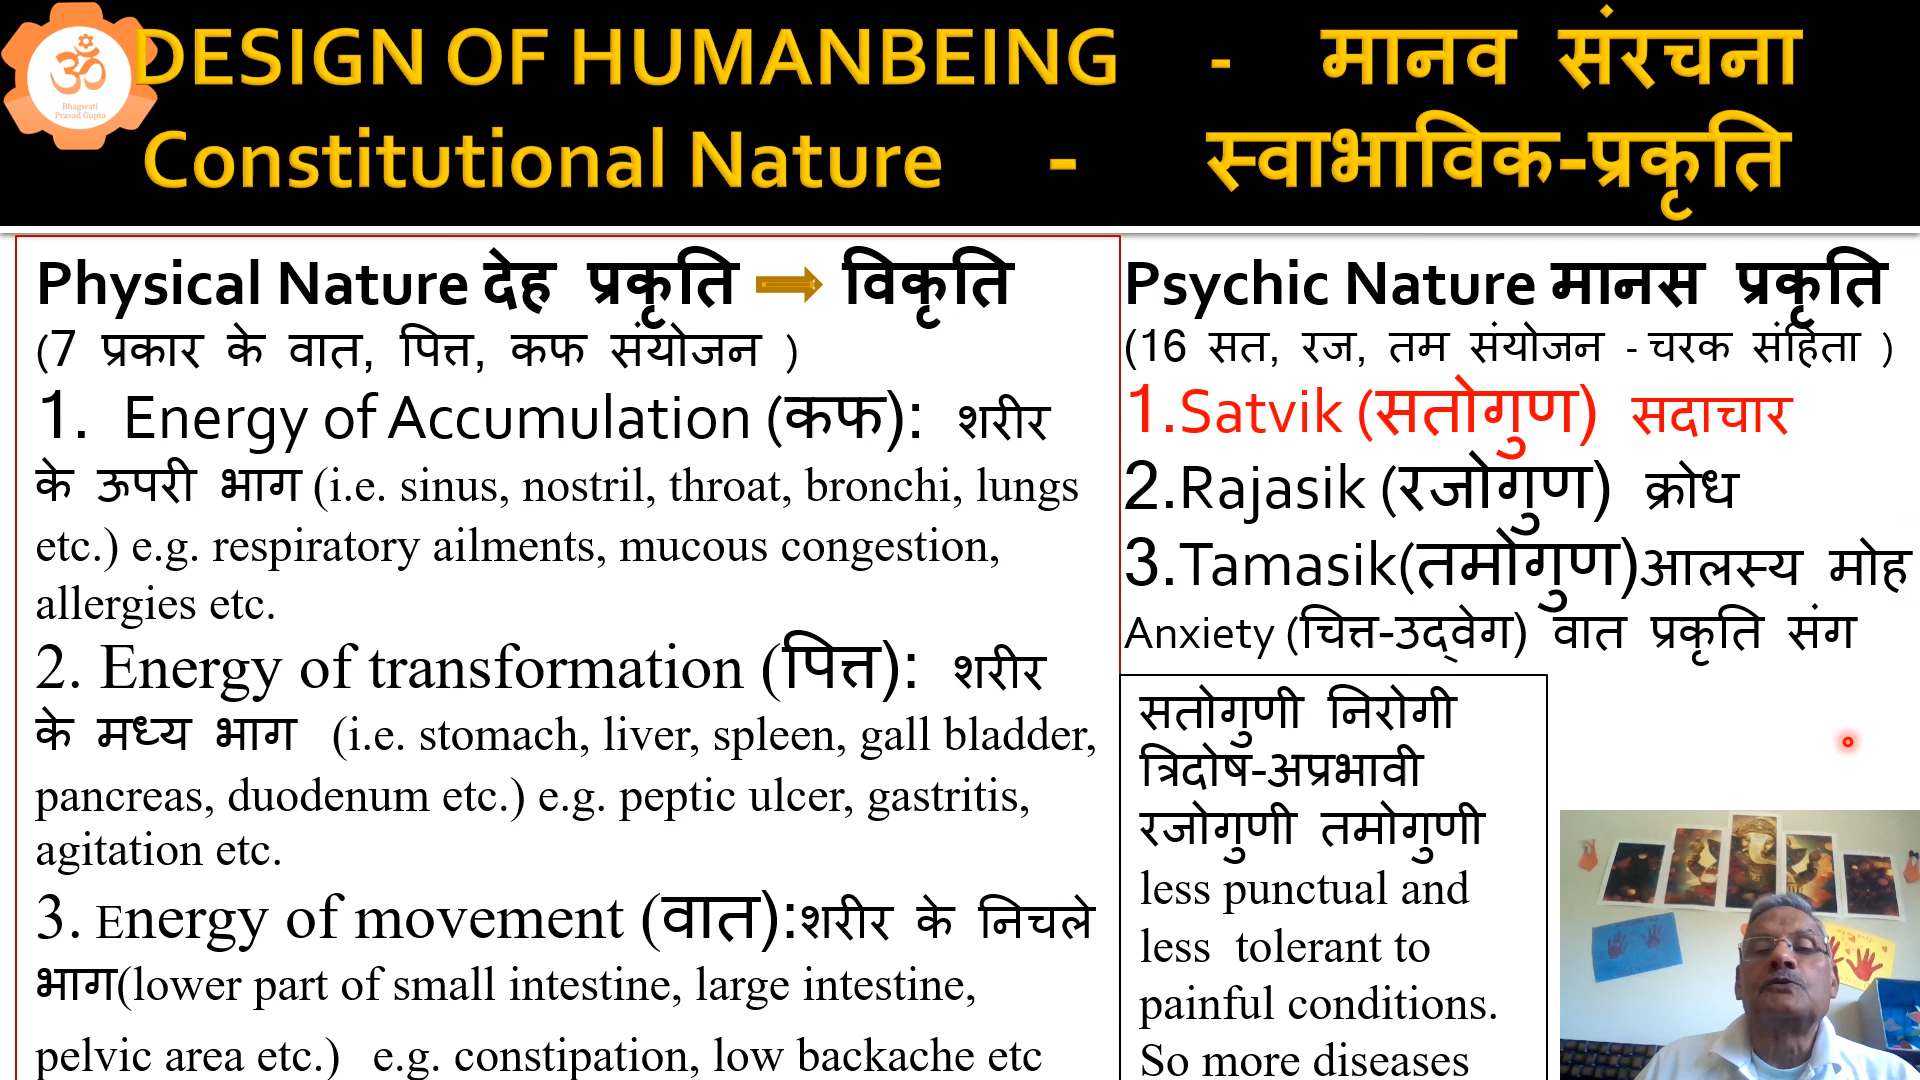 DESIGN OF HUMANBEING - मानव संरचना
Constitutional Nature - स्वाभाविक-प्रकृति
Bhagwati
Prasad Gupta
Physical Nature देह प्रकृति विकृति
(7 प्रकार के वात, पित्त, कफ संयोजन )
1. Energy of Accumulation (कफ): शरीर
के ऊपरी भाग (i.e. sinus, nostril, throat, bronchi, lungs
etc.) e.g. respiratory ailments, mucous congestion,
allergies etc.
2. Energy of transformation (पित्त): शरीर
के मध्य भाग (i.e. stomach, liver, spleen, gall bladder,
pancreas, duodenum etc.) e.g. peptic ulcer, gastritis,
agitation etc.
3. Energy of movement (वात):शरीर के निचले
भाग(lower part of small intestine, large intestine,
pelvic area etc.) e.g. constipation, low backache etc
Psychic Nature मानस प्रकृति
(16 सत, रज, तम संयोजन - चरक संहिता )
1.Satvik (सतोगुण) सदाचार
2.Rajasik (रजोगुण) क्रोध
3.Tamasik(तमोगुण)आलस्य मोह
Anxiety (चित्त-उद्वेग) वात प्रकृति संग
सतोगुणी निरोगी
त्रिदोष-अप्रभावी
रजोगुणी तमोगुणी
less punctual and
less tolerant to
painful conditions.
So more diseases